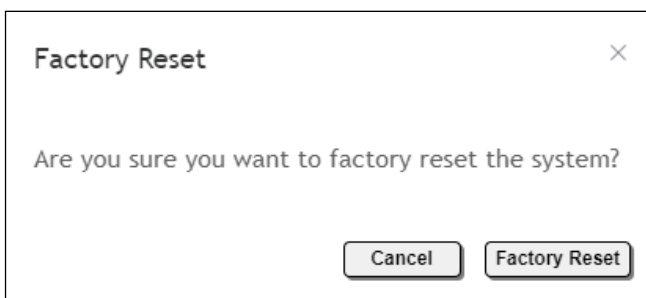 Factory Reset
Are you sure you want to factory reset the system?
Cancel Factory Reset